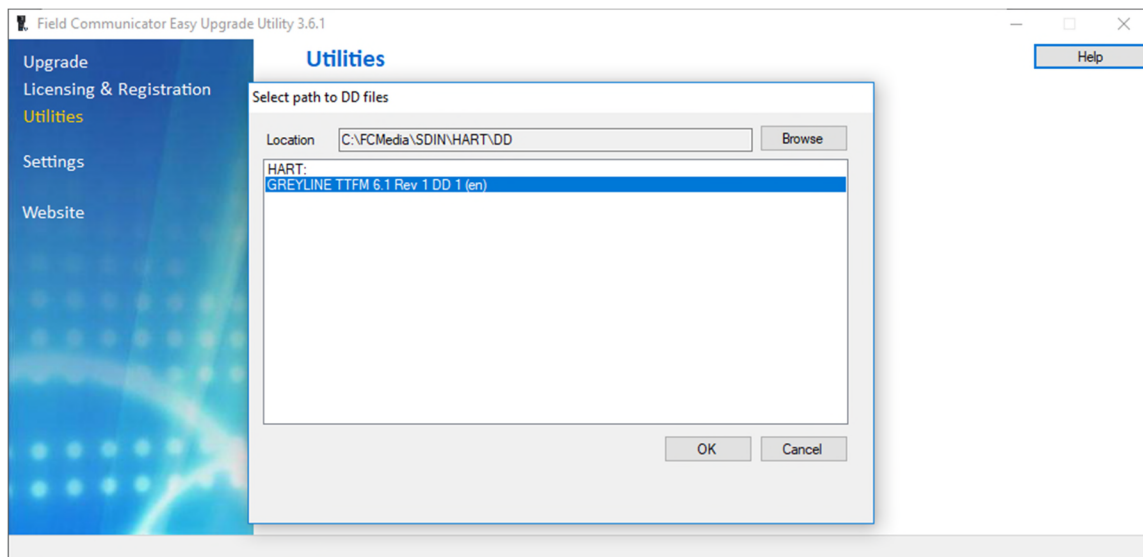 Field Communicator Easy Upgrade Utility 3.6.1
Upgrade
Licensing & Registration
Utilities
Settings
Website
Utilities
Help
Select path to DD files
Location C:\FCMedia\SDIN\HART\DD Browse
HART:
GREYLINE TTFM 6.1 Rev 1 DD 1 (en)
OK Cancel